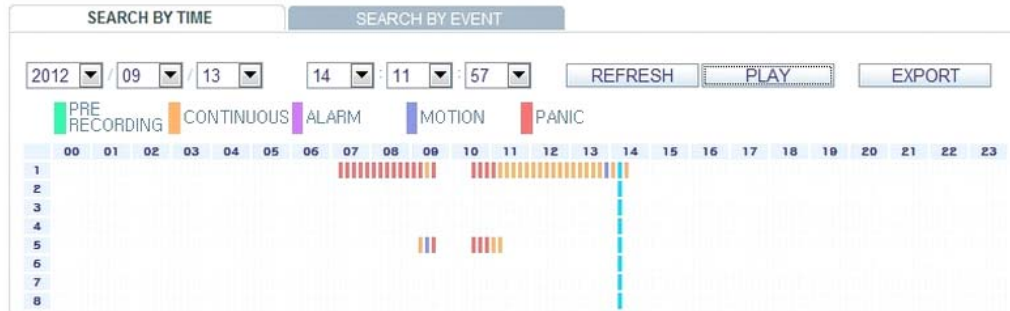 SEARCH BY TIME SEARCH BY EVENT
2012 / 09 / 13 14 : 11 : 57 REFRESH PLAY EXPORT
PRE
RECORDING CONTINUOUS ALARM MOTION PANIC
00 01 02 03 04 05 06 07 08 09 10 11 12 13 14 15 16 17 18 19 20 21 22 23
1
2
3
4
5
6
7
8